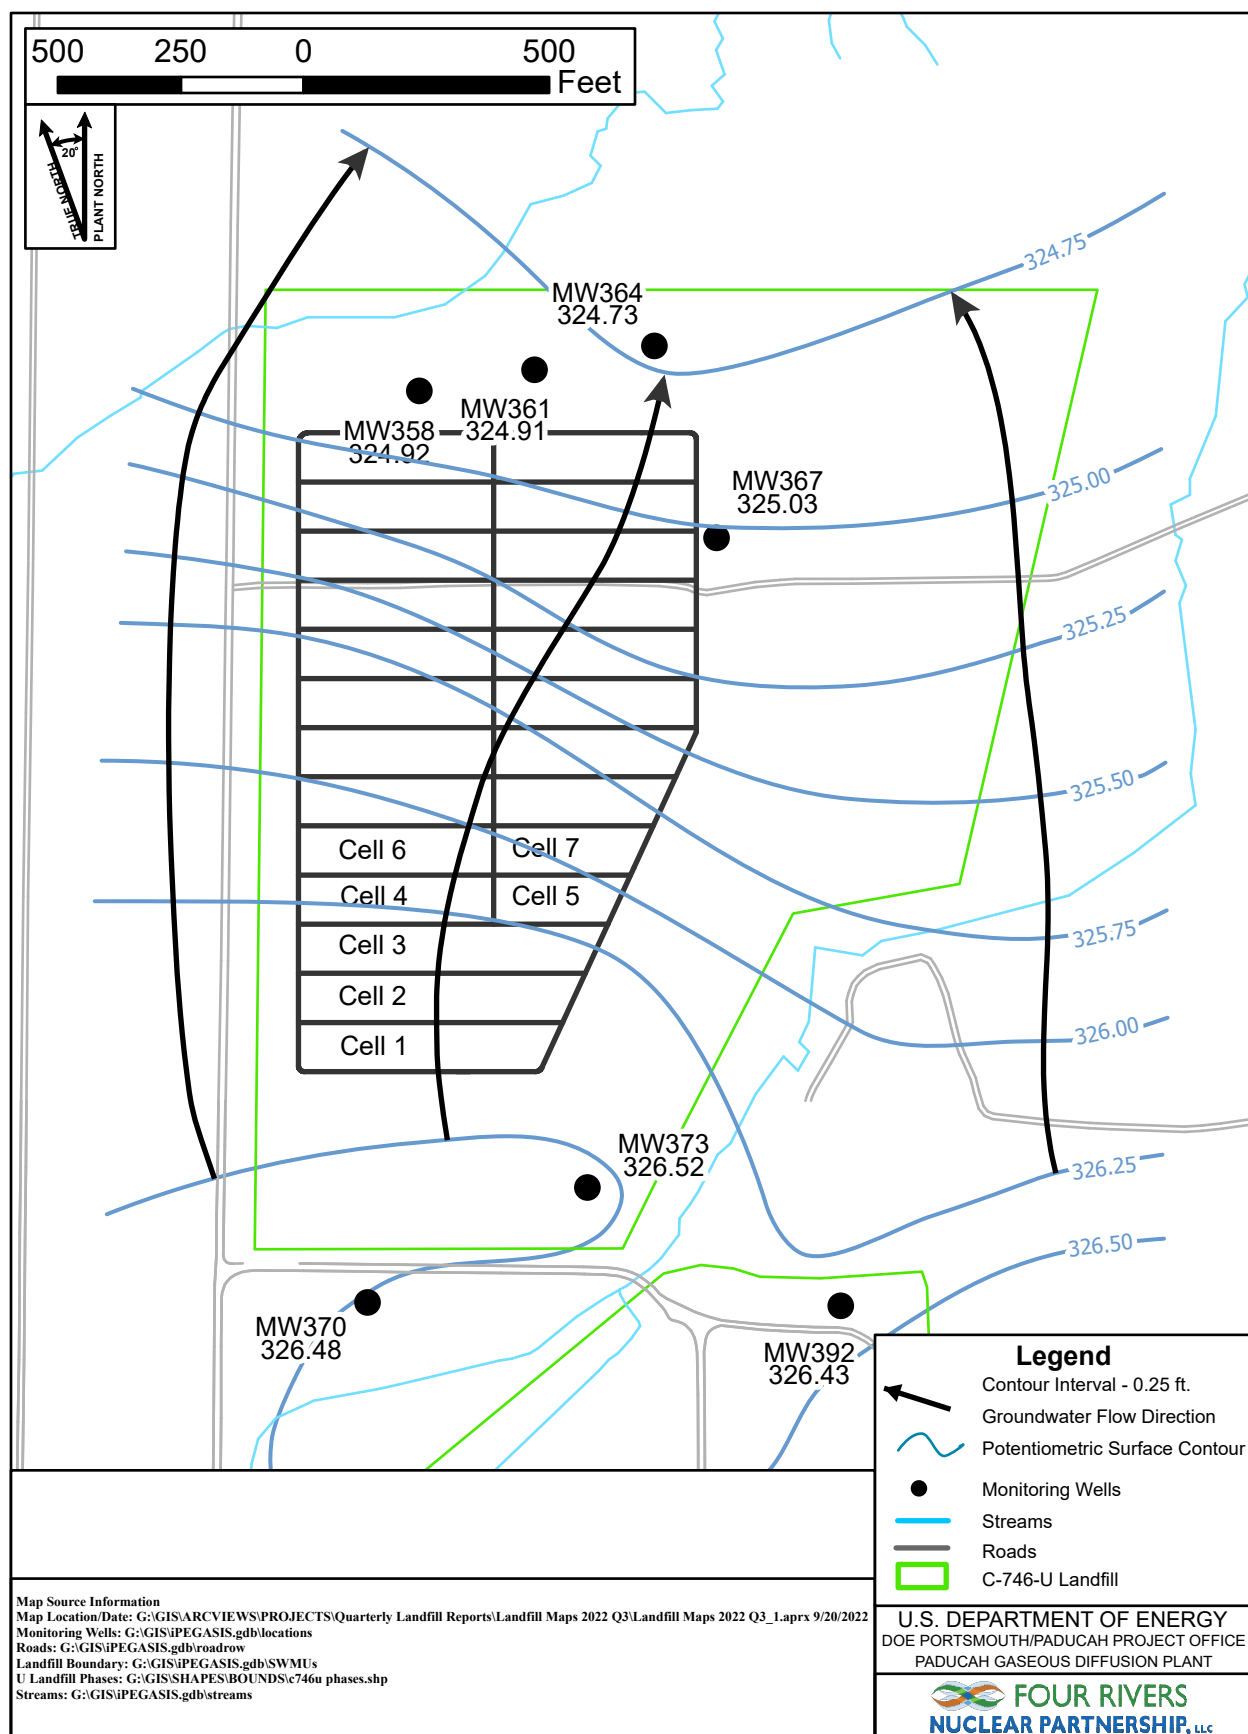 500 250 0 500
Feet
20°
TRUE NORTH
PLANT NORTH
324.75
MW364
324.73
MW361
324.91
MW358
324.92
MW367
325.03
325.00
325.25
325.50
Cell 6
Cell 7
Cell 4
Cell 5
325.75
Cell 3
Cell 2
326.00
Cell 1
MW373
326.52
326.25
326.50
MW370
326.48
MW392
326.43
Legend
Contour Interval - 0.25 ft.
Groundwater Flow Direction
Potentiometric Surface Contour
Monitoring Wells
Streams
Roads
C-746-U Landfill
Map Source Information
Map Location/Date: G:\GIS\ARCVIEWS\PROJECTS\Quarterly Landfill Reports\Landfill Maps 2022 Q3\Landfill Maps 2022 Q3_1.aprx 9/20/2022
Monitoring Wells: G:\GIS\iPEGASIS.gdb\locations
Roads: G:\GIS\iPEGASIS.gdb\roadrow
Landfill Boundary: G:\GIS\iPEGASIS.gdb\SWMUs
U Landfill Phases: G:\GIS\SHAPES\BOUNDS\c746u phases.shp
Streams: G:\GIS\iPEGASIS.gdb\streams
U.S. DEPARTMENT OF ENERGY
DOE PORTSMOUTH/PADUCAH PROJECT OFFICE
PADUCAH GASEOUS DIFFUSION PLANT
FOUR RIVERS
NUCLEAR PARTNERSHIP, LLC